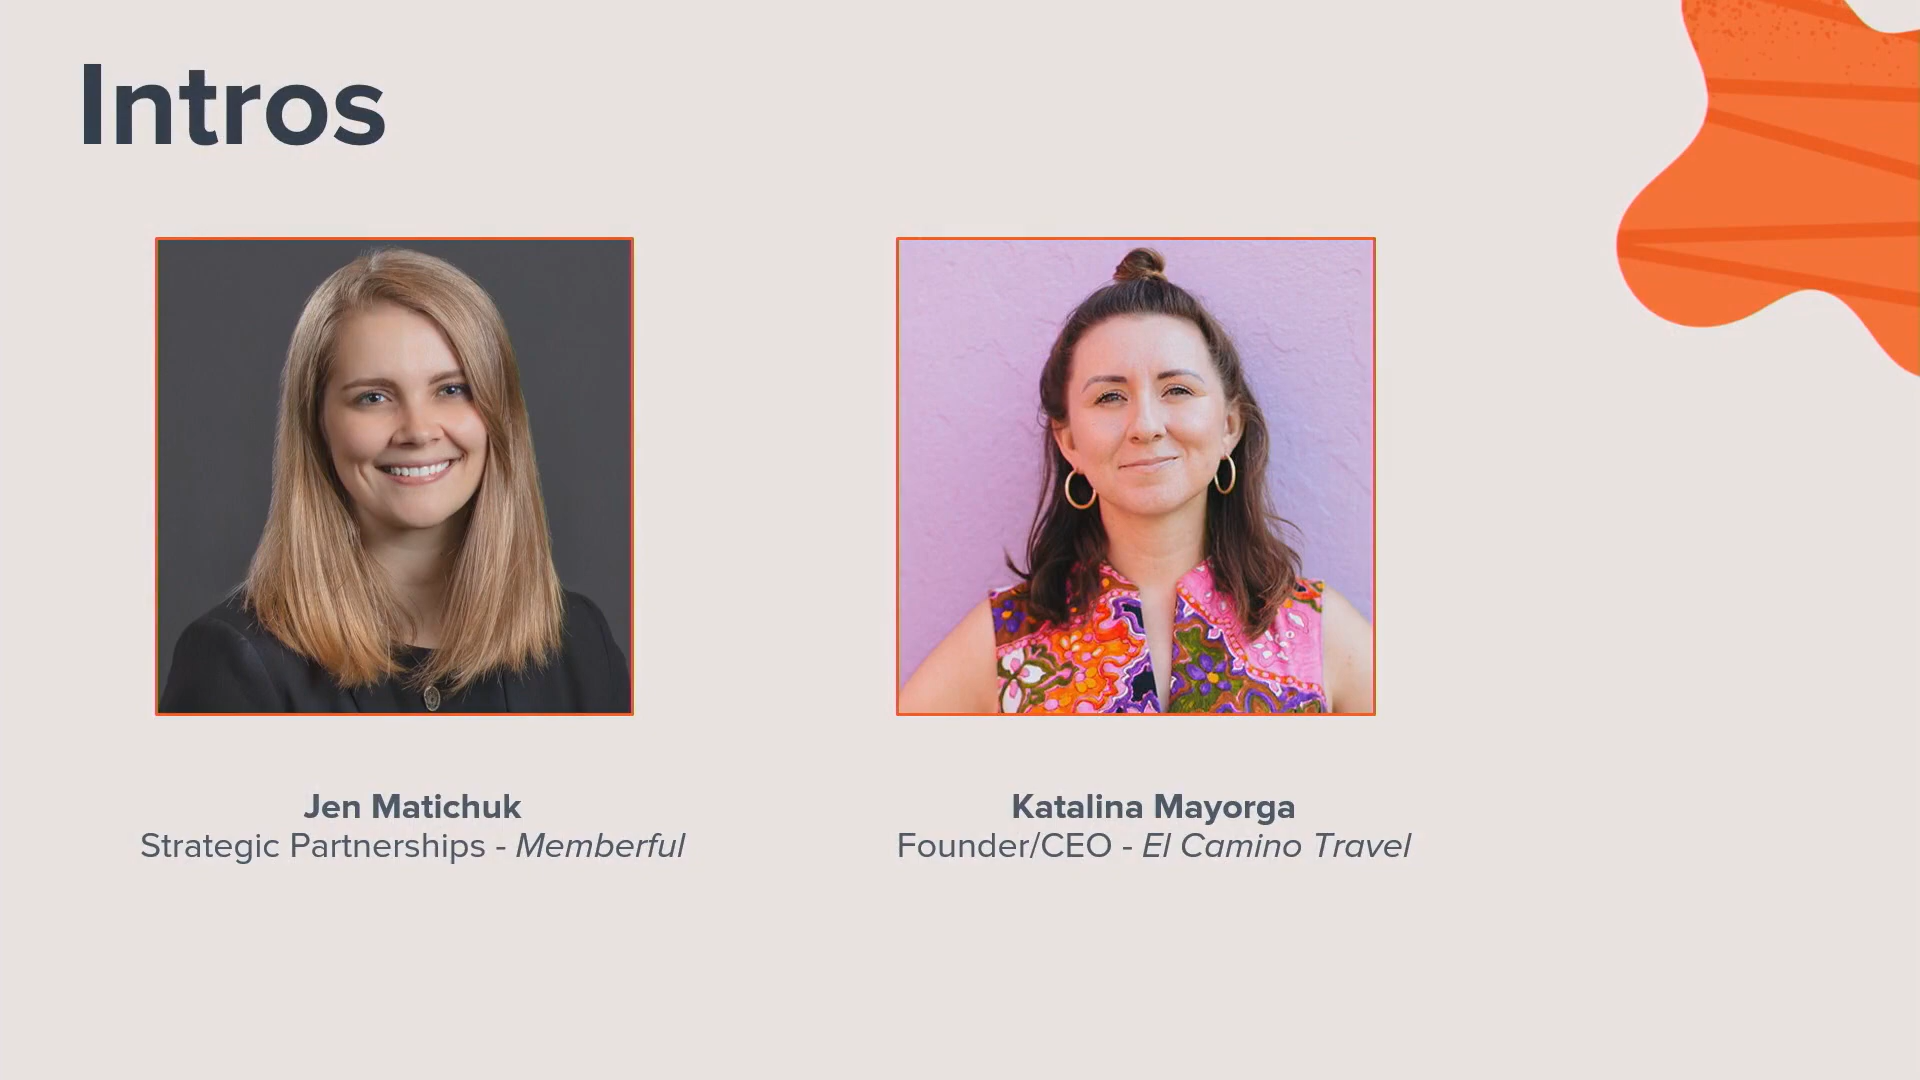 Intros
Jen Matichuk
Strategic Partnerships - Memberful
Katalina Mayorga
Founder/CEO - El Camino Travel